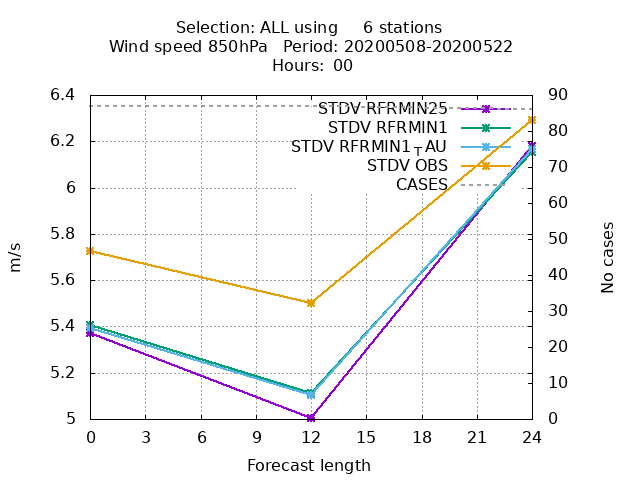 Selection: ALL using 6 stations
Wind speed 850hPa Period: 20200508-20200522
Hours: 00
STDV RFRMIN25
STDV RFRMIN1
STDV RFRMIN1TAU
STDV OBS
CASES
6.4
6.2
6
5.8
5.6
5.4
5.2
5
m/s
90
80
70
60
50
40
30
20
10
0
No cases
0 3 6 9 12 15 18 21 24
Forecast length